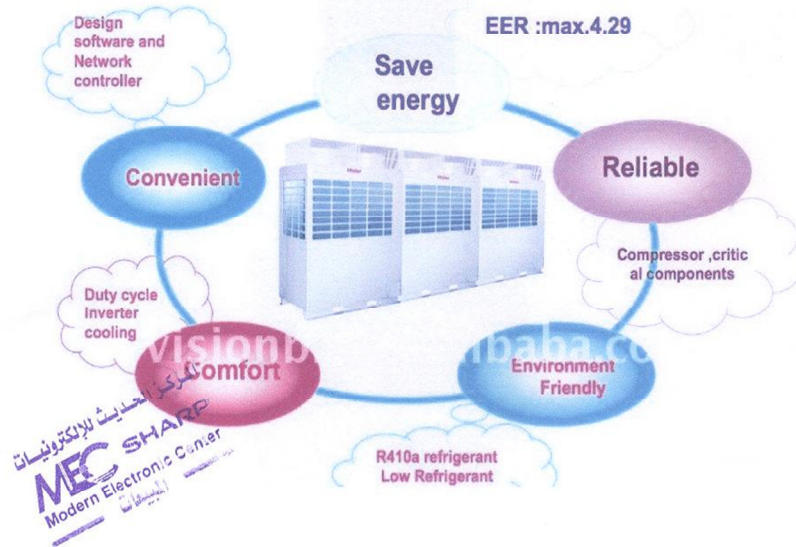 Design
software and
Network
controller
EER :max.4.29
Save
energy
Convenient
Reliable
Haier
Compressor ,critic
al components
Duty cycle
Inverter
cooling
Comfort
Environment
Friendly
R410a refrigerant
Low Refrigerant
المركز الحديث للإلكترونيات
MEC SHARP
Modern Electronic Center